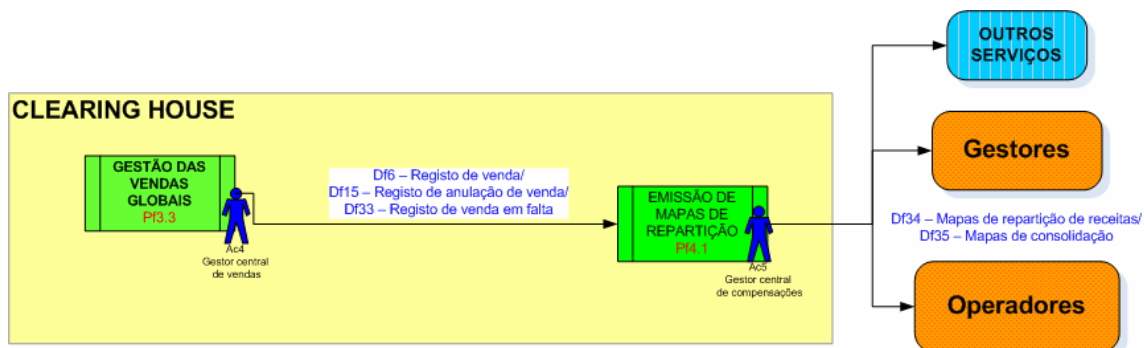 OUTROS
SERVIÇOS
CLEARING HOUSE
Gestores
GESTÃO DAS
VENDAS
GLOBAIS
Pf3.3
Df6 – Registo de venda/
Df15 – Registo de anulação de venda/
Df33 – Registo de venda em falta
EMISSÃO DE
MAPAS DE
REPARTIÇÃO
Pf4.1
Df34 – Mapas de repartição de receitas/
Df35 – Mapas de consolidação
Ac4
Gestor central
de vendas
Ac5
Gestor central
de compensações
Operadores